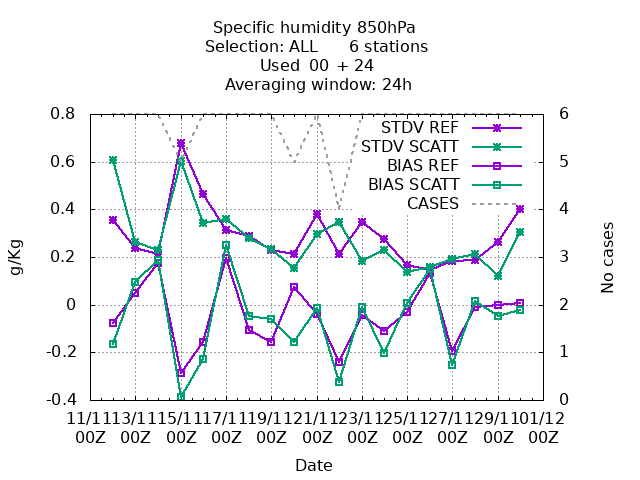 Specific humidity 850hPa
Selection: ALL 6 stations
Used 00 + 24
Averaging window: 24h
0.8
0.6
0.4
0.2
0
-0.2
-0.4
g/Kg
STDV REF
STDV SCATT
BIAS REF
BIAS SCATT
CASES
6
5
4
3
2
1
0
No cases
11/11 13/11 15/11 17/11 19/11 21/11 23/11 25/11 27/11 29/11 01/12
00Z 00Z 00Z 00Z 00Z 00Z 00Z 00Z 00Z 00Z 00Z
Date